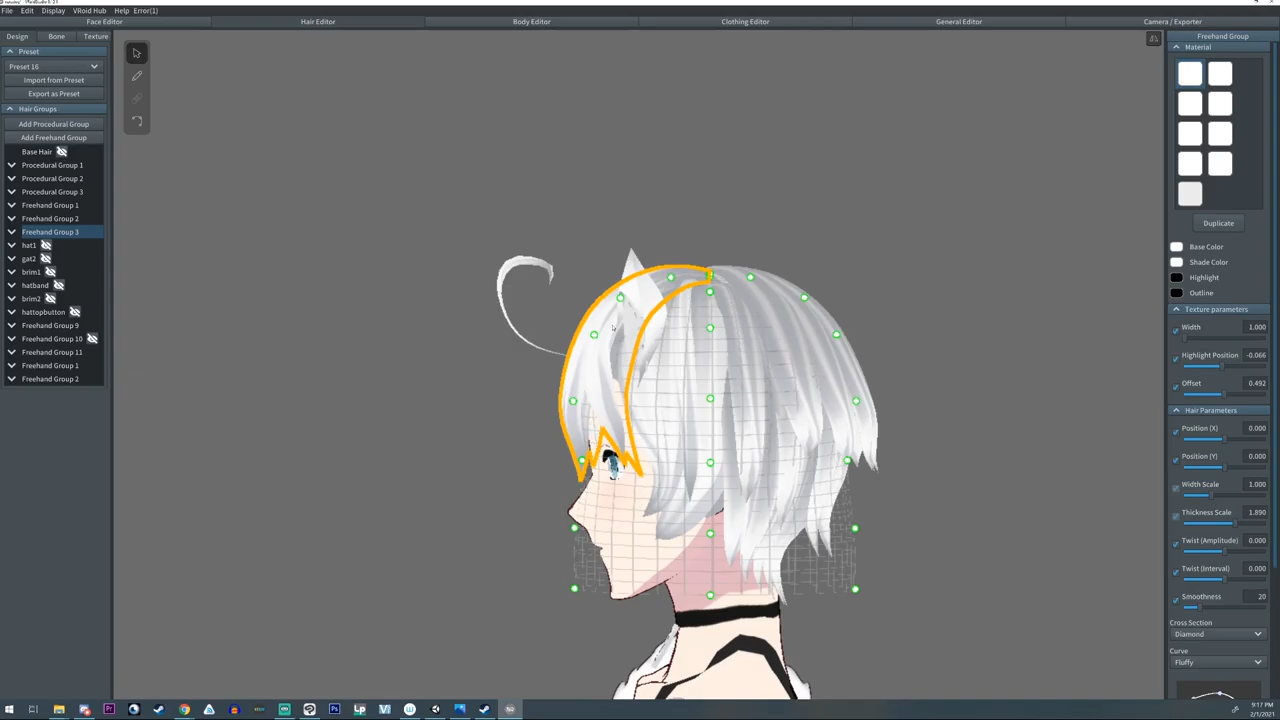 File Edit Display VRoid Hub Help Error(1)
Face Editor Hair Editor Body Editor Clothing Editor General Editor Camera / Exporter
Design Bone Texture
Preset
Preset 16
Import from Preset
Export as Preset
Hair Groups
Add Procedural Group
Add Freehand Group
Base Hair
Procedural Group 1
Procedural Group 2
Procedural Group 3
Freehand Group 1
Freehand Group 2
Freehand Group 3
hat1
gat2
brim1
hatband
brim2
hattopbutton
Freehand Group 9
Freehand Group 10
Freehand Group 11
Freehand Group 1
Freehand Group 2
Freehand Group
Material
Duplicate
Base Color
Shade Color
Highlight
Outline
Texture parameters
Width 1.000
Highlight Position -0.066
Offset 0.492
Hair Parameters
Position (X) 0.000
Position (Y) 0.000
Width Scale 1.000
Thickness Scale 1.890
Twist (Amplitude) 0.000
Twist (Interval) 0.000
Smoothness 20
Cross Section
Diamond
Curve
Fluffy
9:17 PM
2/1/2021